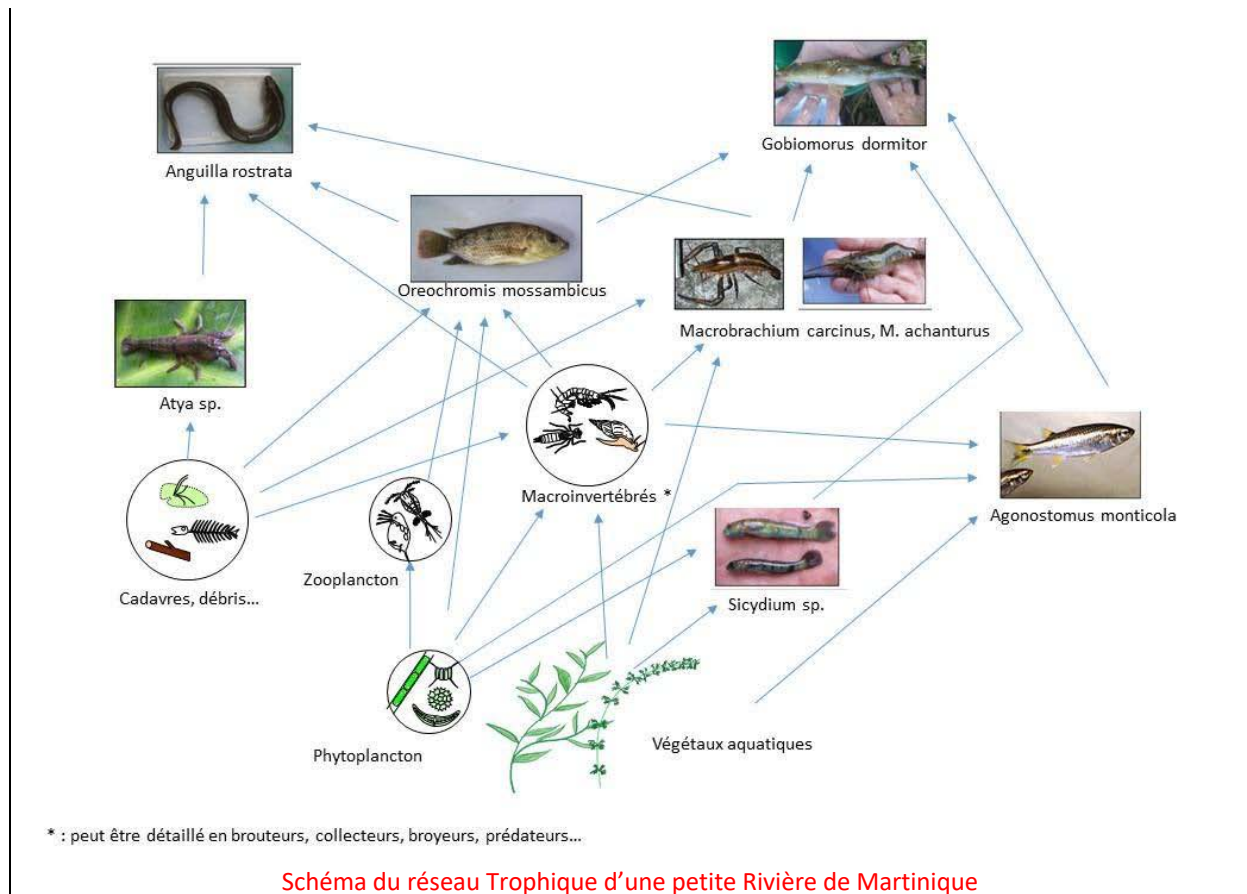 Anguilla rostrata
Gobiomorus dormitor
Oreochromis mossambicus
Macrobrachium carcinus, M. achanturus
Atya sp.
Macroinvertébrés *
Agonostomus monticola
Zooplancton
Cadavres, débris...
Sicydium sp.
Phytoplancton
Végétaux aquatiques
* : peut être détaillé en brouteurs, collecteurs, broyeurs, prédateurs...
Schéma du réseau Trophique d'une petite Rivière de Martinique